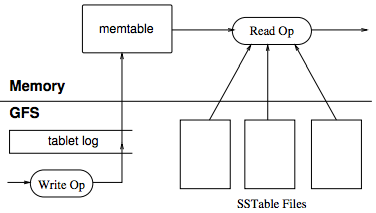 memtable
Read Op
Memory
GFS
tablet log
Write Op
SSTable Files